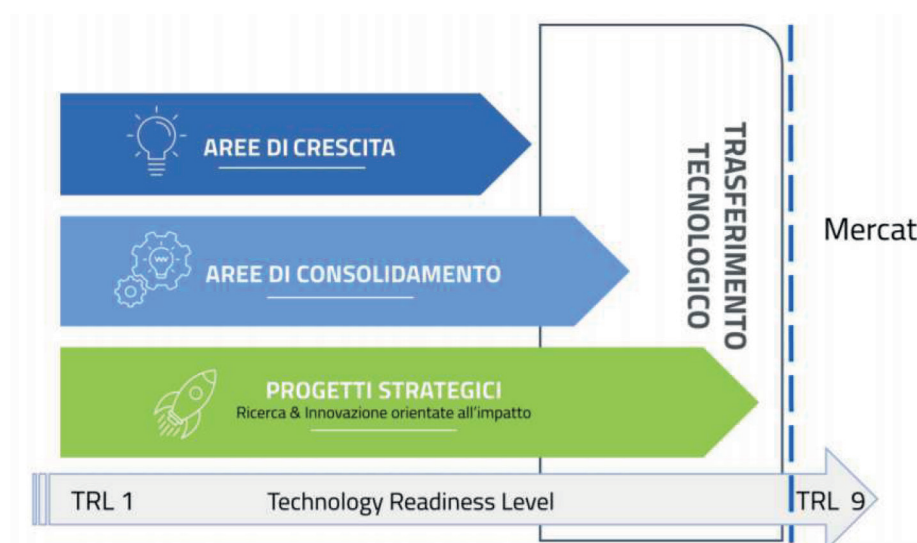 AREE DI CRESCITA
AREE DI CONSOLIDAMENTO
PROGETTI STRATEGICI
Ricerca & Innovazione orientate all'impatto
TRASFERIMENTO
TECNOLOGICO
Mercat
TRL 1
Technology Readiness Level
TRL 9